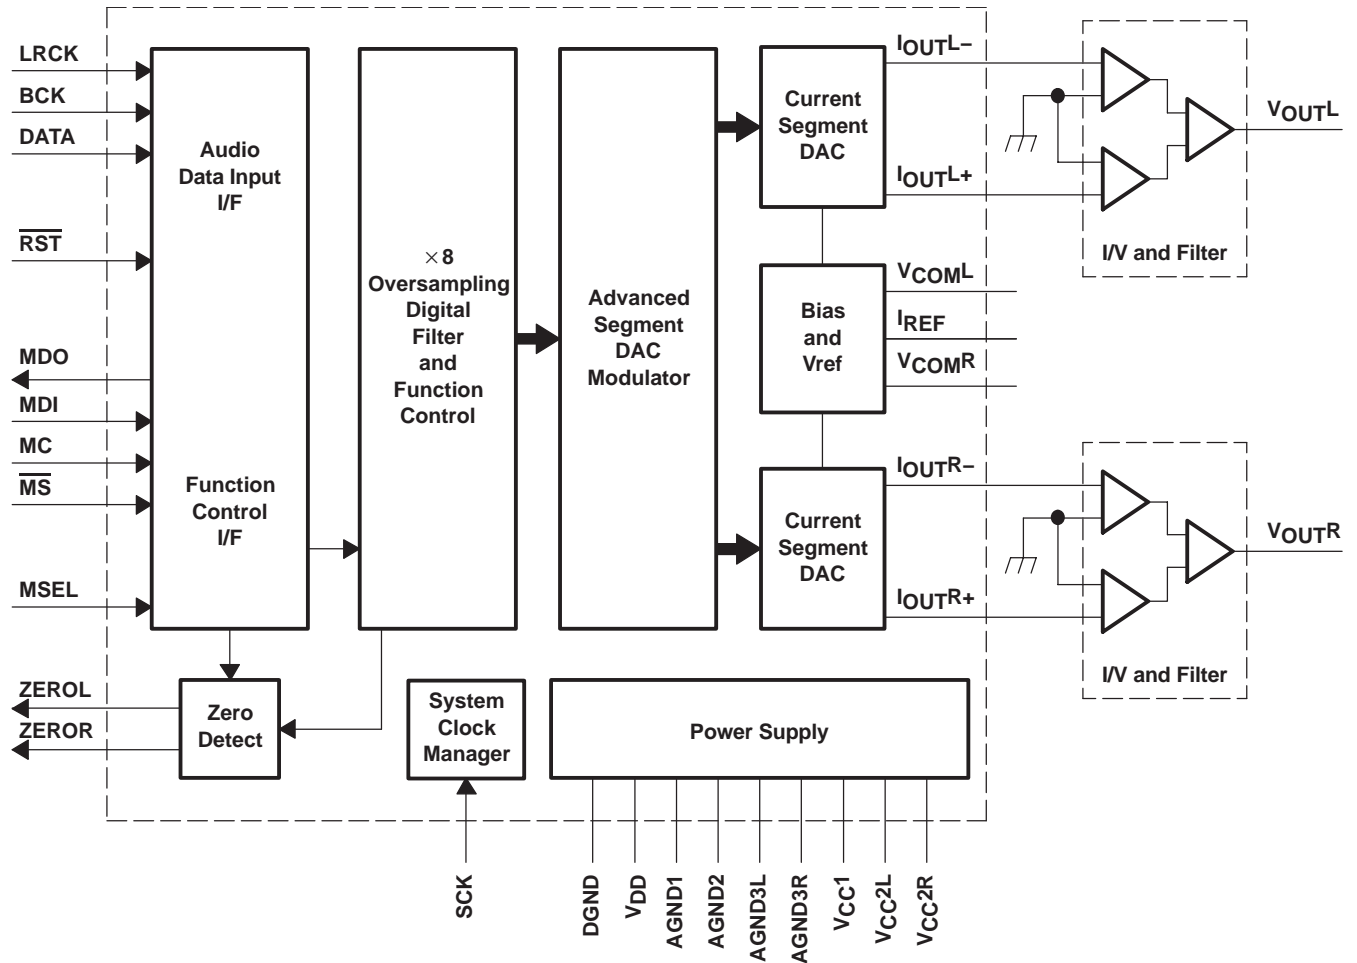 LRCK
BCK
DATA
RST
MDO
MDI
MC
MS
MSEL
ZEROL
ZEROR
Audio
Data Input
I/F
Function
Control
I/F
×8
Oversampling
Digital
Filter
and
Function
Control
Advanced
Segment
DAC
Modulator
Current
Segment
DAC
Bias
and
Vref
Current
Segment
DAC
IOUTL–
IOUTL+
VCOML
IREF
VCOMR
IOUTR–
IOUTR+
VOUTL
I/V and Filter
VOUTR
I/V and Filter
Zero
Detect
System
Clock
Manager
Power Supply
SCK
DGND
VDD
AGND1
AGND2
AGND3L
AGND3R
VCC1
VCC2L
VCC2R